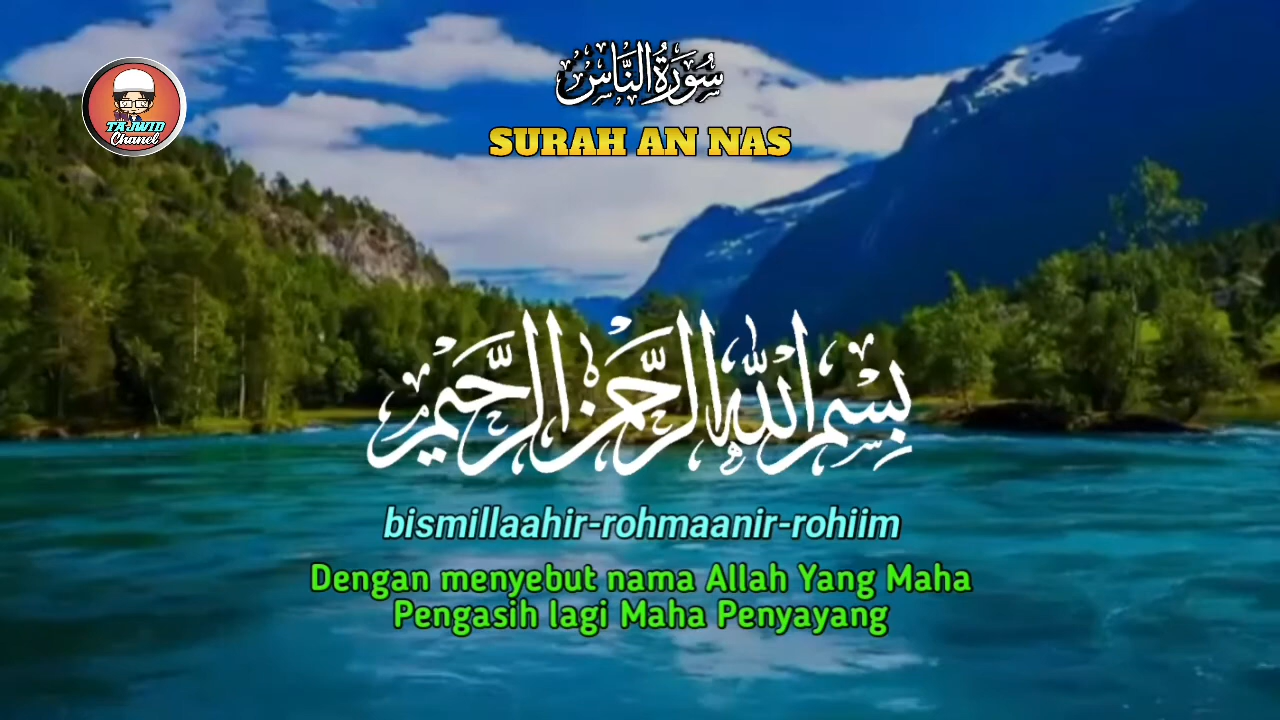 سُورَةُ النَّاسِ
SURAH AN NAS
TAJWID
Chanel
بِسْمِ اللّٰهِ الرَّحْمٰنِ الرَّحِيْمِ
bismillaahir-rohmaanir-rohiim
Dengan menyebut nama Allah Yang Maha
Pengasih lagi Maha Penyayang